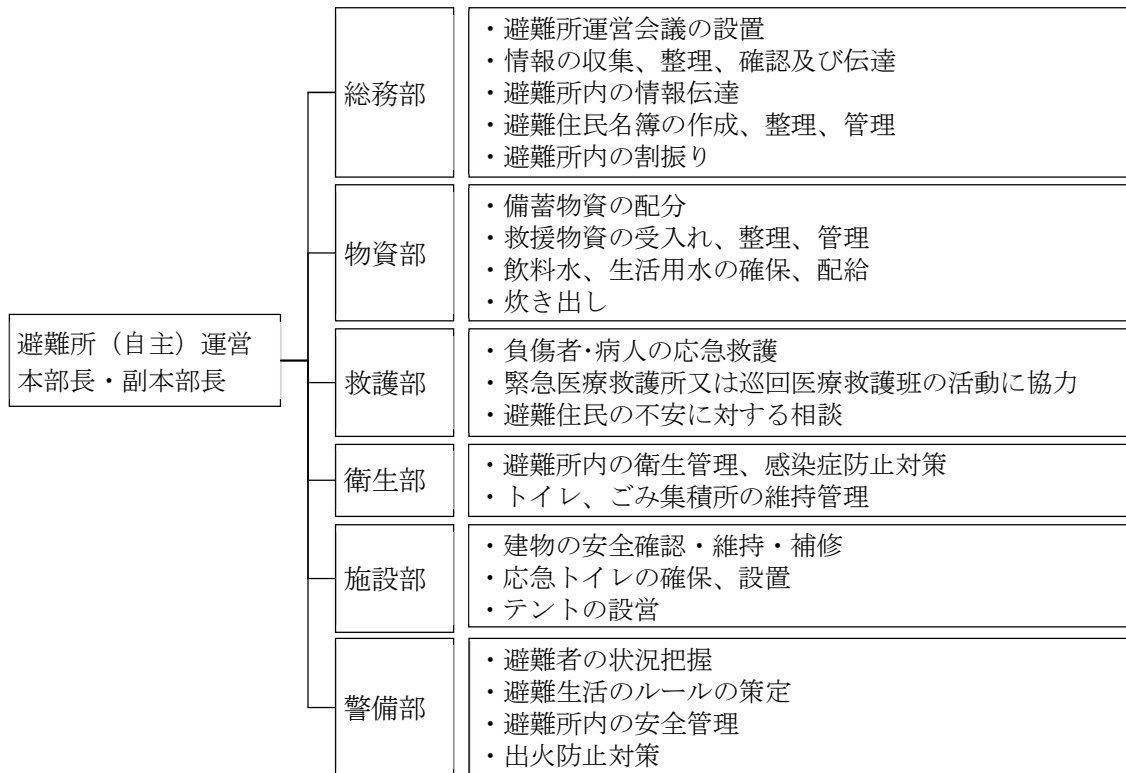 避難所（自主）運営
本部長・副本部長
総務部
・避難所運営会議の設置
・情報の収集、整理、確認及び伝達
・避難所内の情報伝達
・避難住民名簿の作成、整理、管理
・避難所内の割振り
物資部
・備蓄物資の配分
・救援物資の受入れ、整理、管理
・飲料水、生活用水の確保、配給
・炊き出し
救護部
・負傷者･病人の応急救護
・緊急医療救護所又は巡回医療救護班の活動に協力
・避難住民の不安に対する相談
衛生部
・避難所内の衛生管理、感染症防止対策
・トイレ、ごみ集積所の維持管理
施設部
・建物の安全確認・維持・補修
・応急トイレの確保、設置
・テントの設営
警備部
・避難者の状況把握
・避難生活のルールの策定
・避難所内の安全管理
・出火防止対策